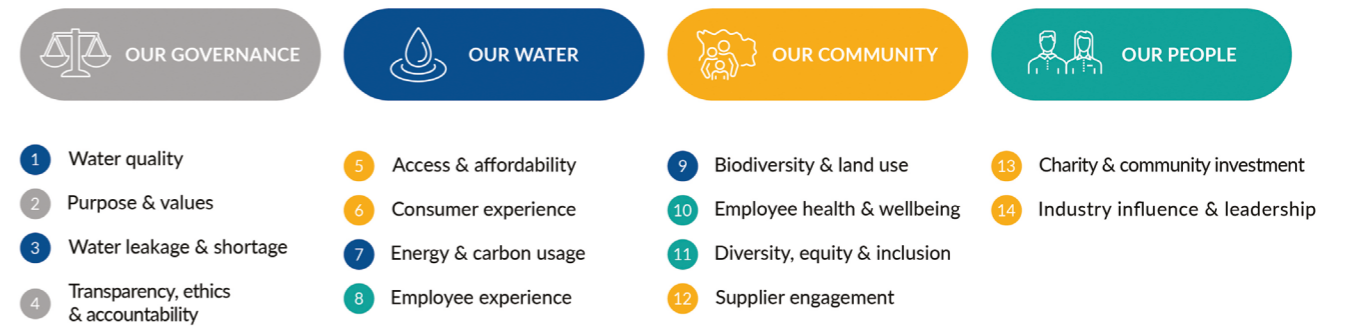 OUR GOVERNANCE
OUR WATER
OUR COMMUNITY
OUR PEOPLE
1 Water quality
2 Purpose & values
3 Water leakage & shortage
4 Transparency, ethics
& accountability
5 Access & affordability
6 Consumer experience
7 Energy & carbon usage
8 Employee experience
9 Biodiversity & land use
10 Employee health & wellbeing
11 Diversity, equity & inclusion
12 Supplier engagement
13 Charity & community investment
14 Industry influence & leadership